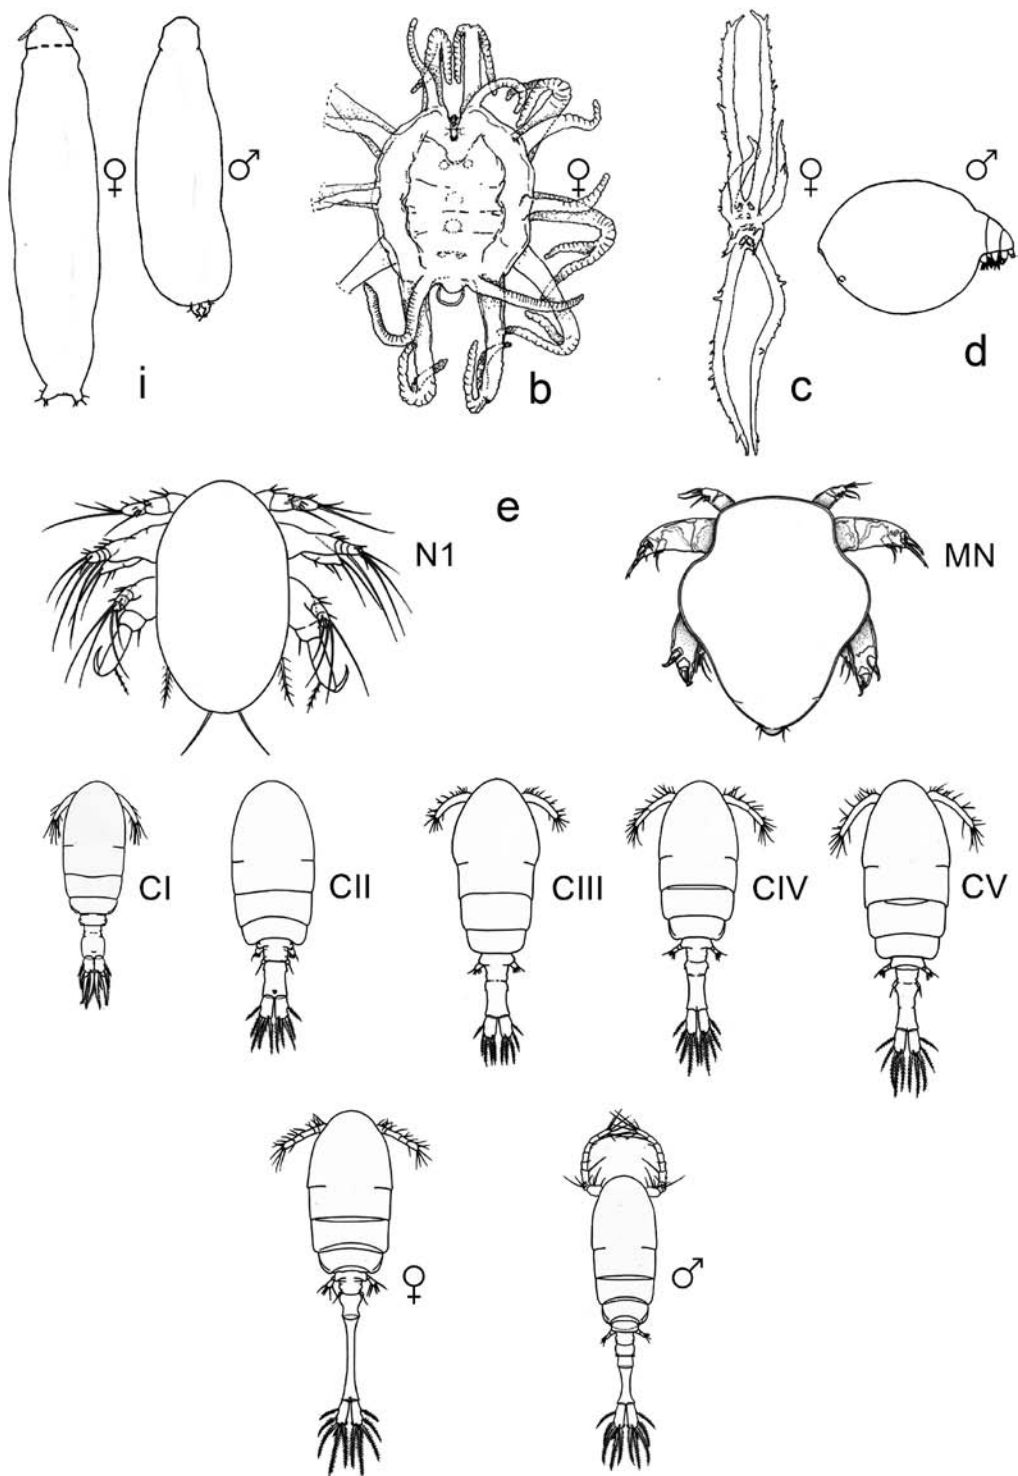 ♀ ♂ ♀ ♀ ♂
i b c d
e
N1 MN
CI CII CIII CIV CV
♀ ♂